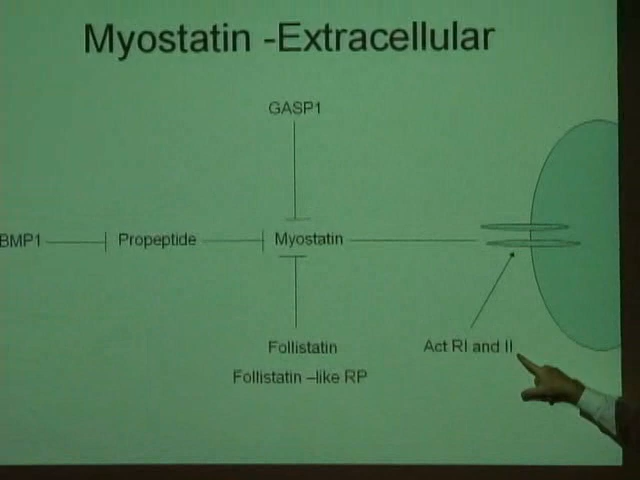 Myostatin -Extracellular
GASP1
BMP1
Propeptide
Myostatin
Follistatin
Follistatin –like RP
Act RI and II